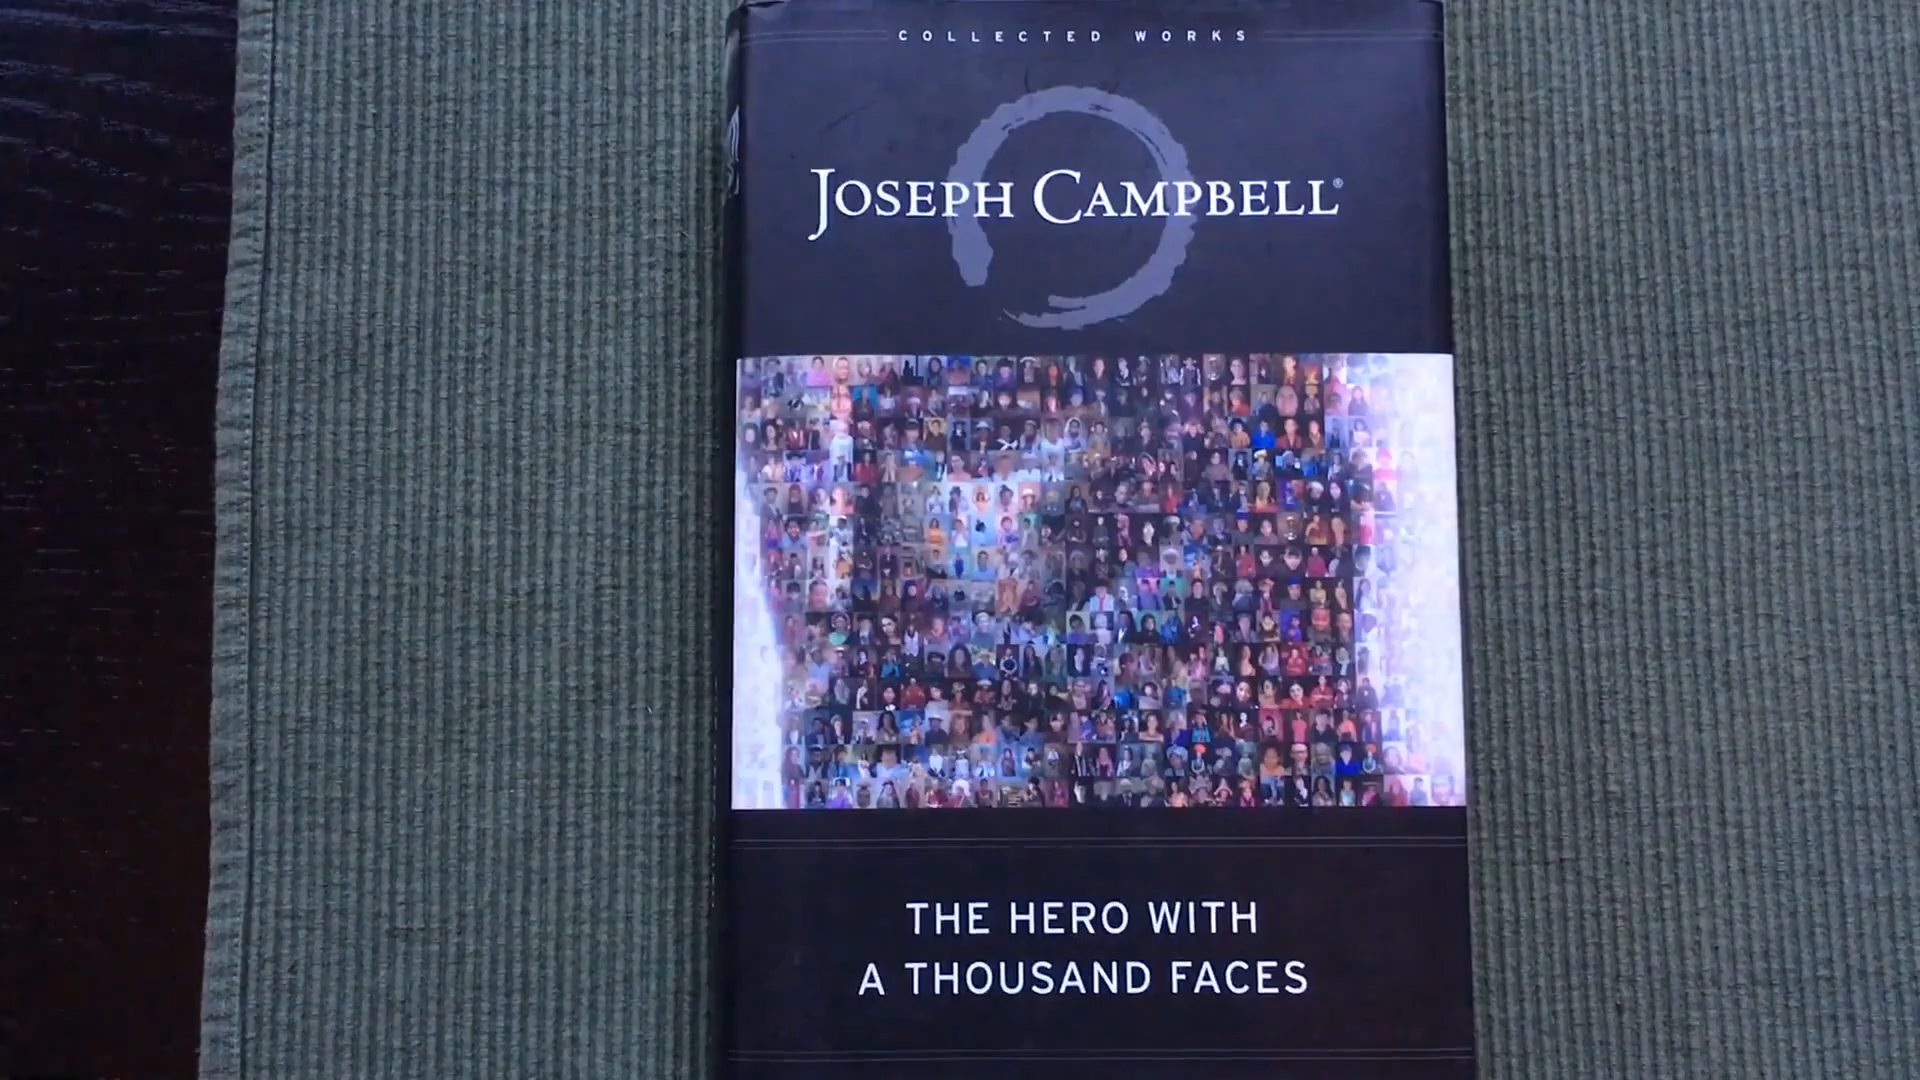 COLLECTED WORKS
JOSEPH CAMPBELL®
THE HERO WITH
A THOUSAND FACES